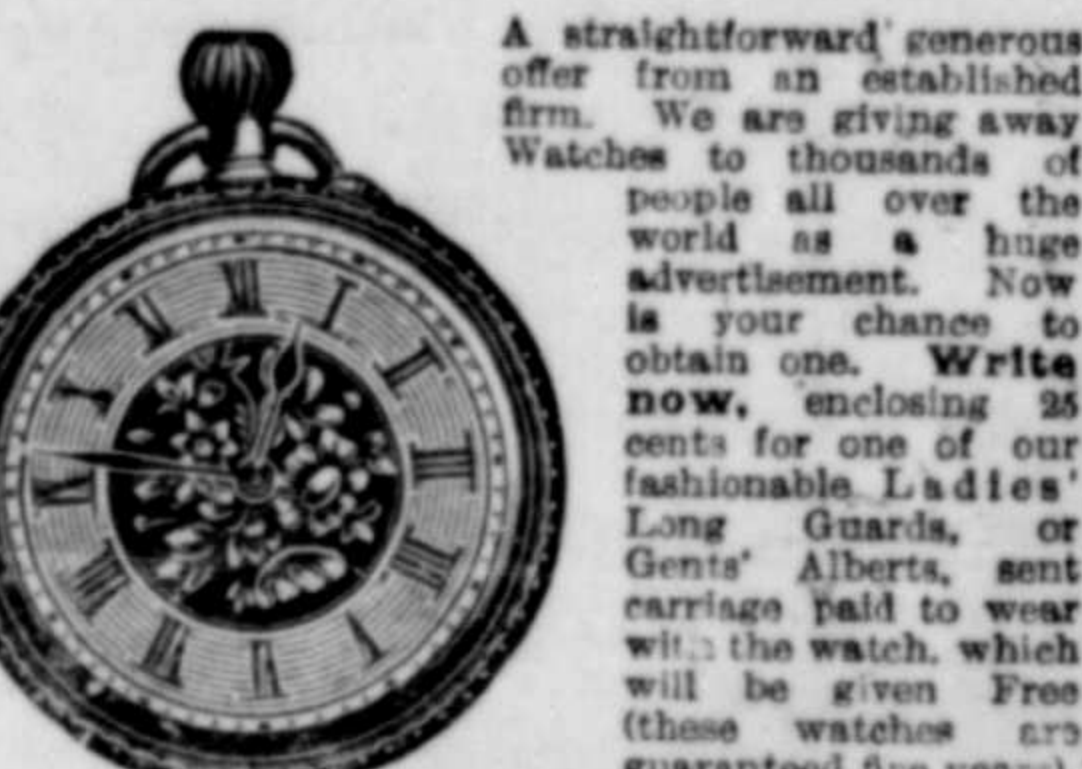 A straightforward generous
offer from an established
firm. We are giving away
Watches to thousands of
people all over the
world as a huge
advertisement. Now
is your chance to
obtain one. Write
now, enclosing 25
cents for one of our
fashionable Ladies'
Long Guards, or
Gents' Alberts, sent
carriage paid to wear
with the watch, which
will be given Free
(these watches are
guaranteed five years)